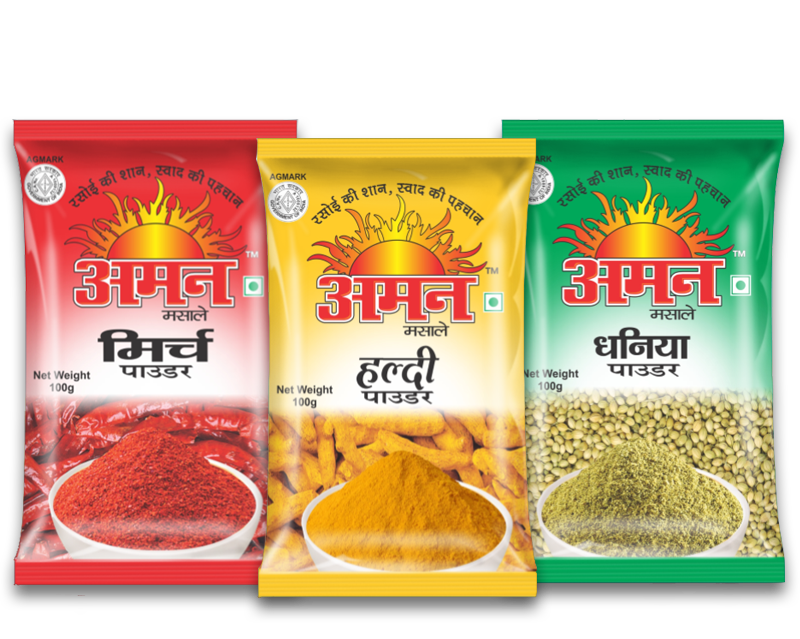 AGMARK
रसोई की शान, स्वाद की पहचान
अमन
TM
मसाले
मिर्च
पाउडर
Net Weight
100g
AGMARK
रसोई की शान, स्वाद की पहचान
अमन
TM
मसाले
हल्दी
पाउडर
Net Weight
100g
ARK
रसोई की शान, स्वाद की पहचान
अमन
TM
मसाले
धनिया
पाउडर
Net Weight
100g